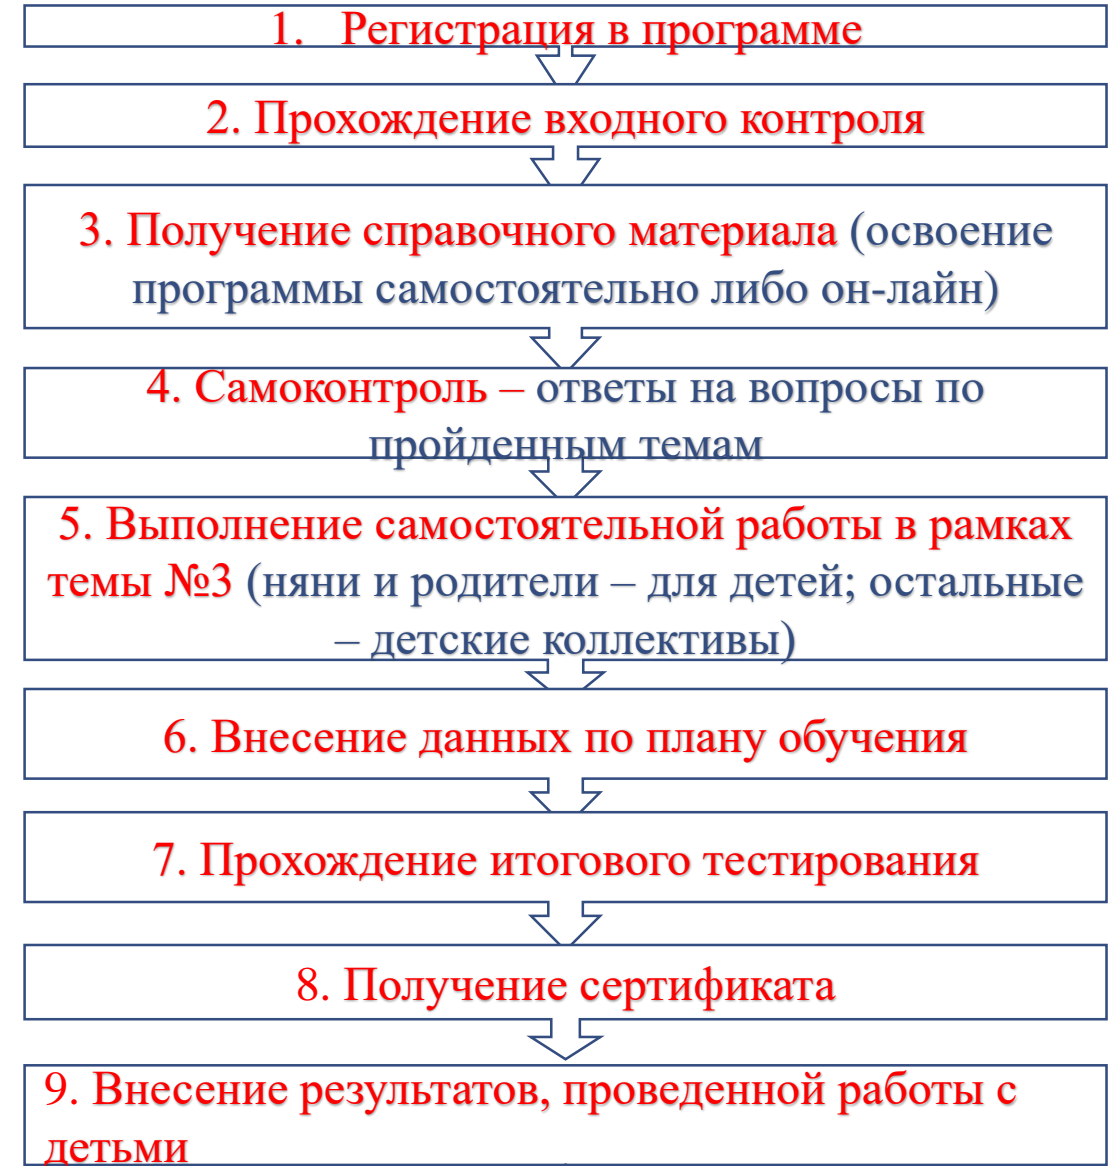 1. Регистрация в программе
2. Прохождение входного контроля
3. Получение справочного материала (освоение
программы самостоятельно либо он-лайн)
4. Самоконтроль – ответы на вопросы по
пройденным темам
5. Выполнение самостоятельной работы в рамках
темы №3 (няни и родители – для детей; остальные
– детские коллективы)
6. Внесение данных по плану обучения
7. Прохождение итогового тестирования
8. Получение сертификата
9. Внесение результатов, проведенной работы с
детьми